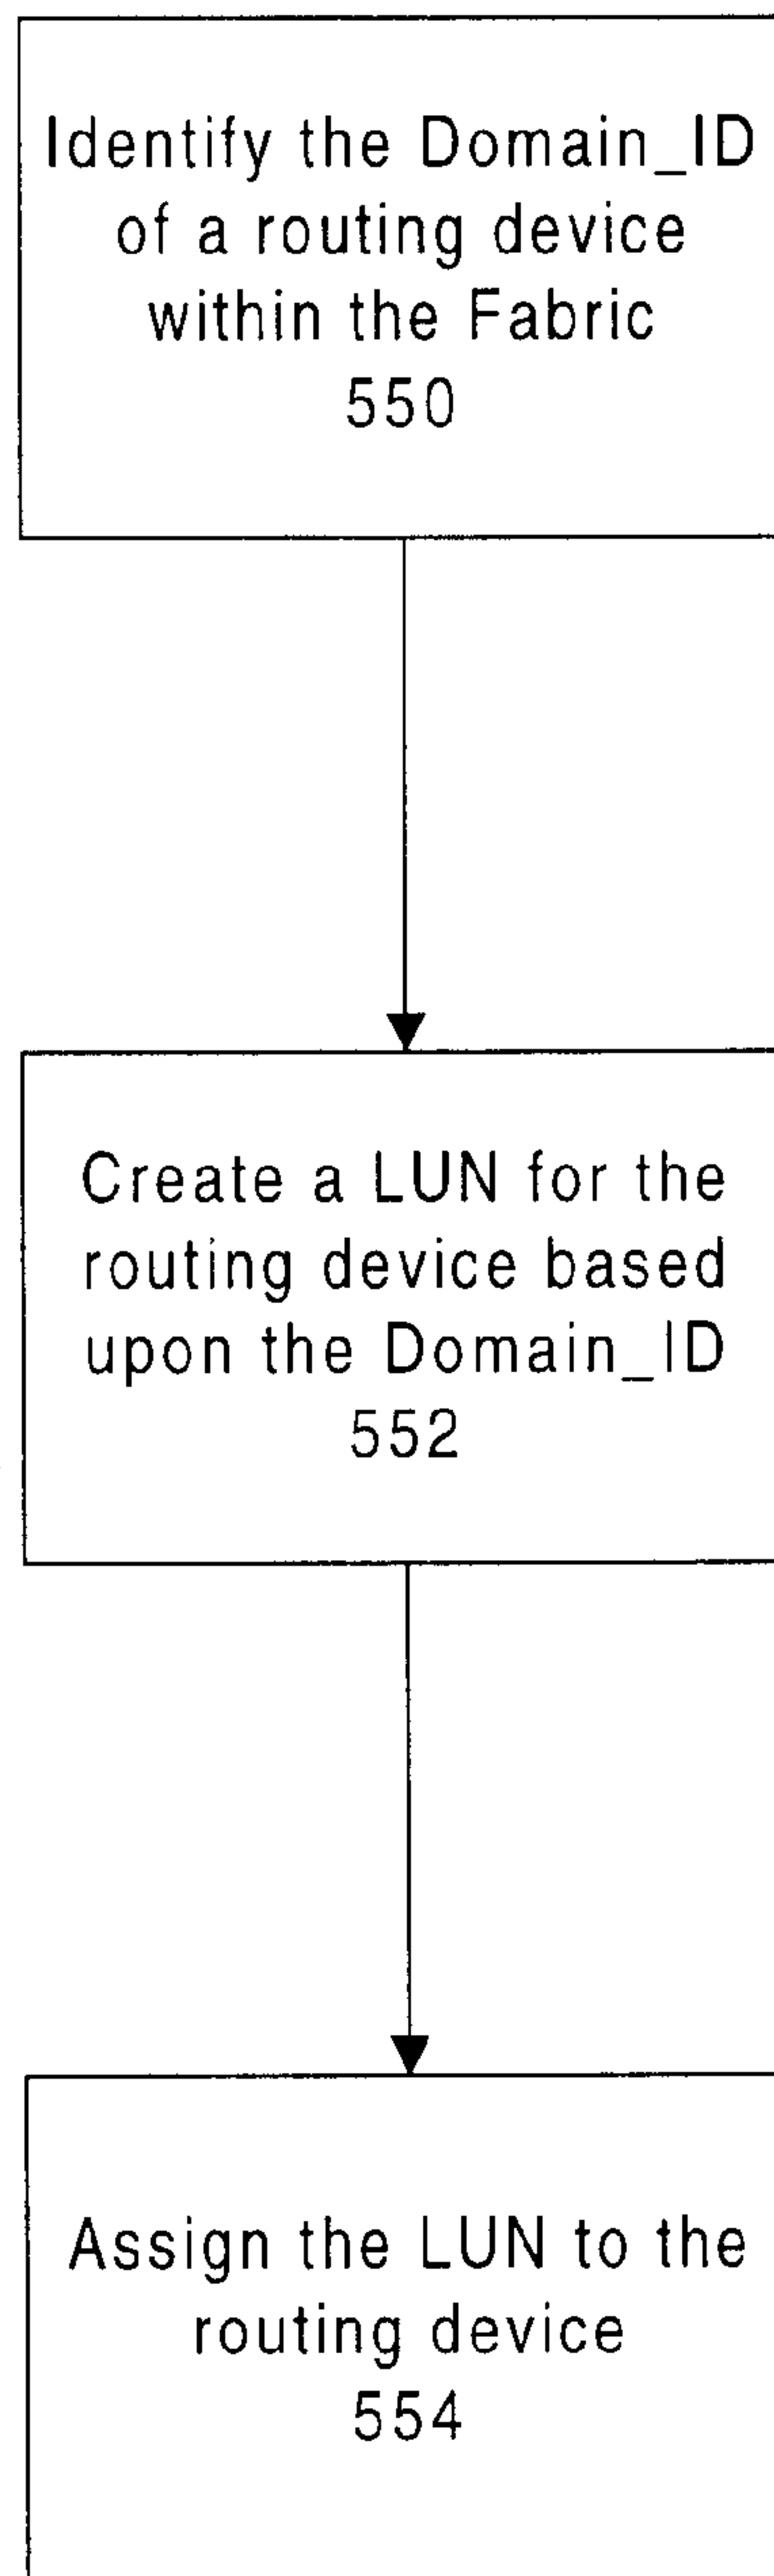 Identify the Domain_ID
of a routing device
within the Fabric
550
Create a LUN for the
routing device based
upon the Domain_ID
552
Assign the LUN to the
routing device
554